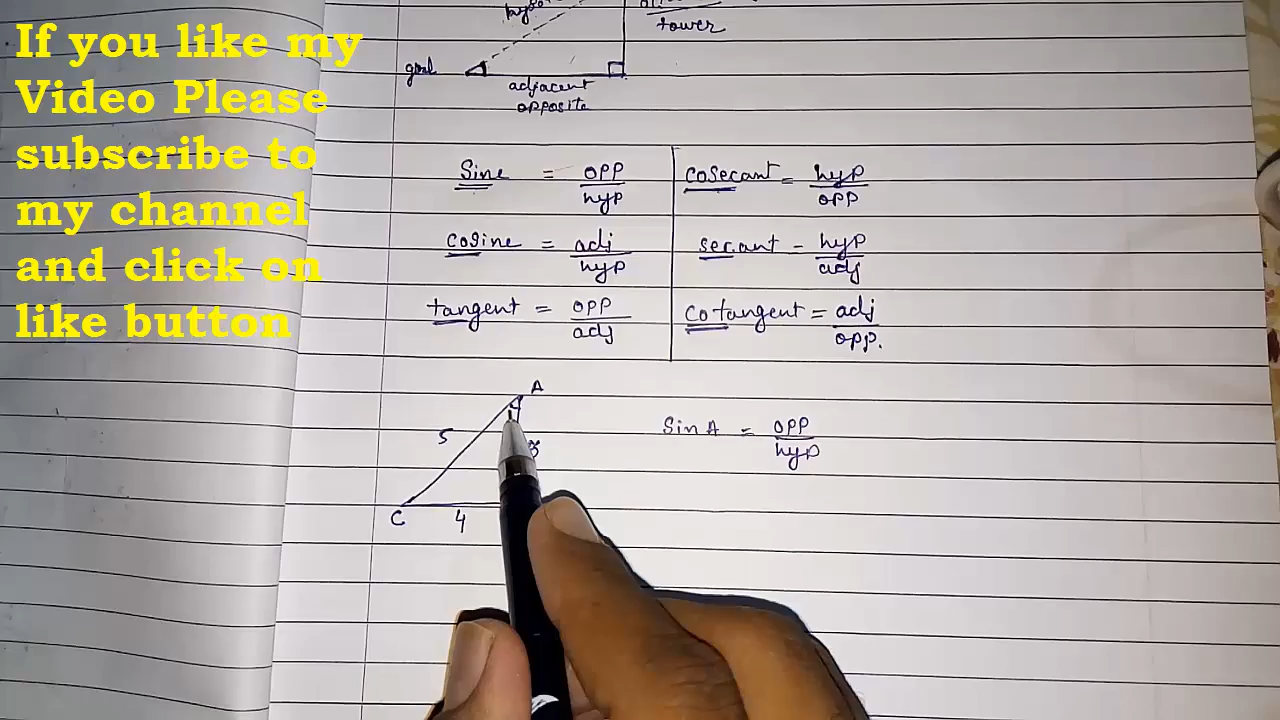 If you like my
Video Please
subscribe to
my channel
and click on
like button
tower
goal
adjacent
opposite
Sine = opp/hyp
cosecant = hyp/opp
cosine = adj/hyp
secant - hyp/adj
tangent = opp/adj
cotangent = adj/opp.
A
5
3
C
4
Sin A = opp/hyp